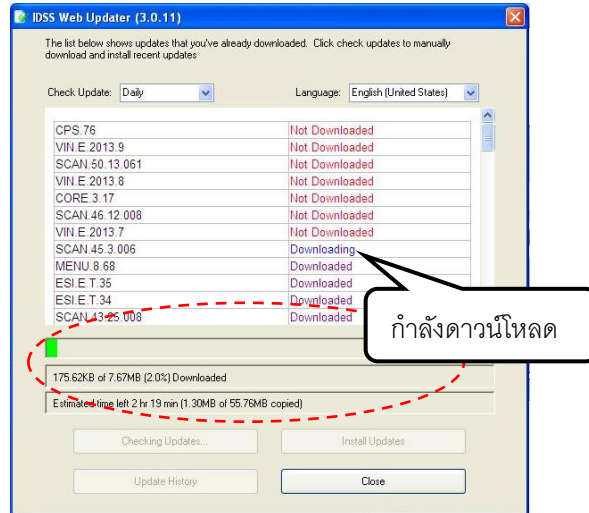 IDSS Web Updater (3.0.11)
The list below shows updates that you've already downloaded. Click check updates to manually
download and install recent updates
Check Update: Daily Language: English (United States)
CPS.76 Not Downloaded
VIN.E.2013.9 Not Downloaded
SCAN.50.13.061 Not Downloaded
VIN.E.2013.8 Not Downloaded
CORE.3.17 Not Downloaded
SCAN.46.12.008 Not Downloaded
VIN.E.2013.7 Not Downloaded
SCAN.45.3.006 Downloading
MENU.8.68 Downloaded
ESI.E.T.35 Downloaded
ESI.E.T.34 Downloaded
SCAN.43.25.008 Downloaded
กำลังดาวน์โหลด
175.62KB of 7.67MB (2.0%) Downloaded
Estimated time left 2 hr 19 min (1.30MB of 55.76MB copied)
Checking Updates... Install Updates
Update History Close